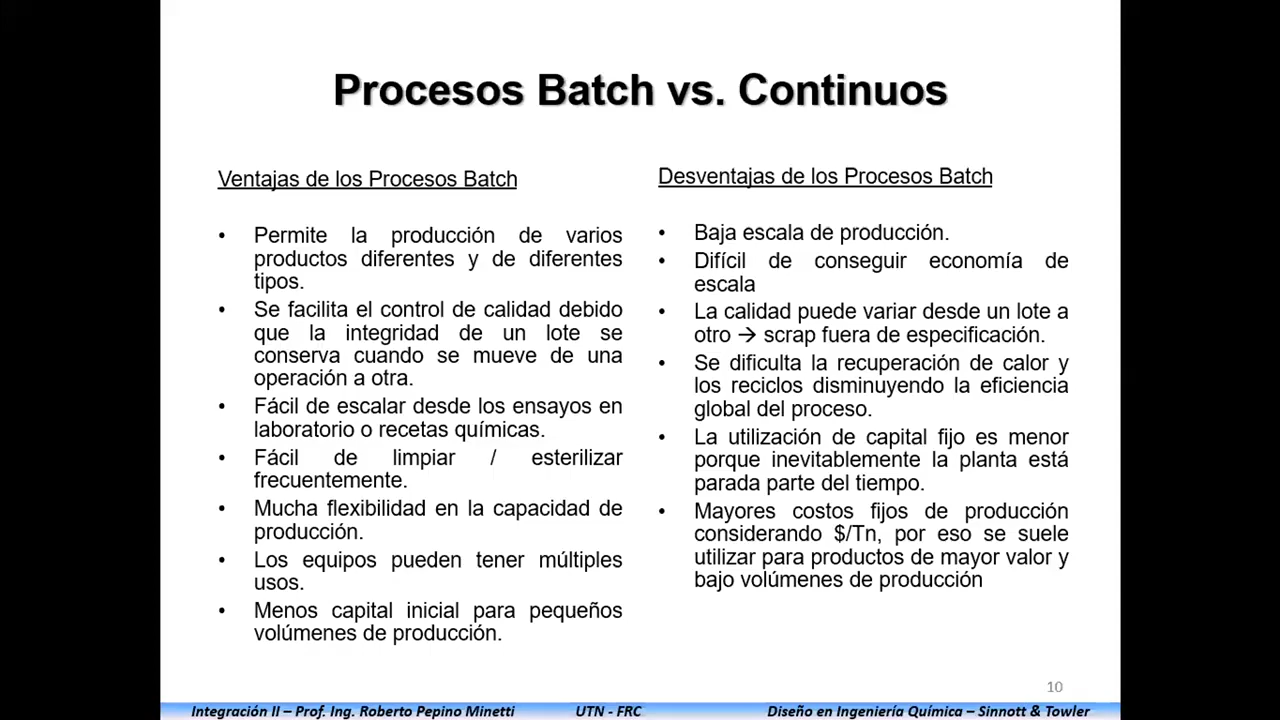 Procesos Batch vs. Continuos
Ventajas de los Procesos Batch
• Permite la producción de varios
productos diferentes y de diferentes
tipos.
• Se facilita el control de calidad debido
que la integridad de un lote se
conserva cuando se mueve de una
operación a otra.
• Fácil de escalar desde los ensayos en
laboratorio o recetas químicas.
• Fácil de limpiar / esterilizar
frecuentemente.
• Mucha flexibilidad en la capacidad de
producción.
• Los equipos pueden tener múltiples
usos.
• Menos capital inicial para pequeños
volúmenes de producción.
Desventajas de los Procesos Batch
• Baja escala de producción.
• Difícil de conseguir economía de
escala
• La calidad puede variar desde un lote a
otro → scrap fuera de especificación.
• Se dificulta la recuperación de calor y
los reciclos disminuyendo la eficiencia
global del proceso.
• La utilización de capital fijo es menor
porque inevitablemente la planta está
parada parte del tiempo.
• Mayores costos fijos de producción
considerando $/Tn, por eso se suele
utilizar para productos de mayor valor y
bajo volúmenes de producción
10
Integración II – Prof. Ing. Roberto Pepino Minetti UTN - FRC Diseño en Ingeniería Química – Sinnott & Towler